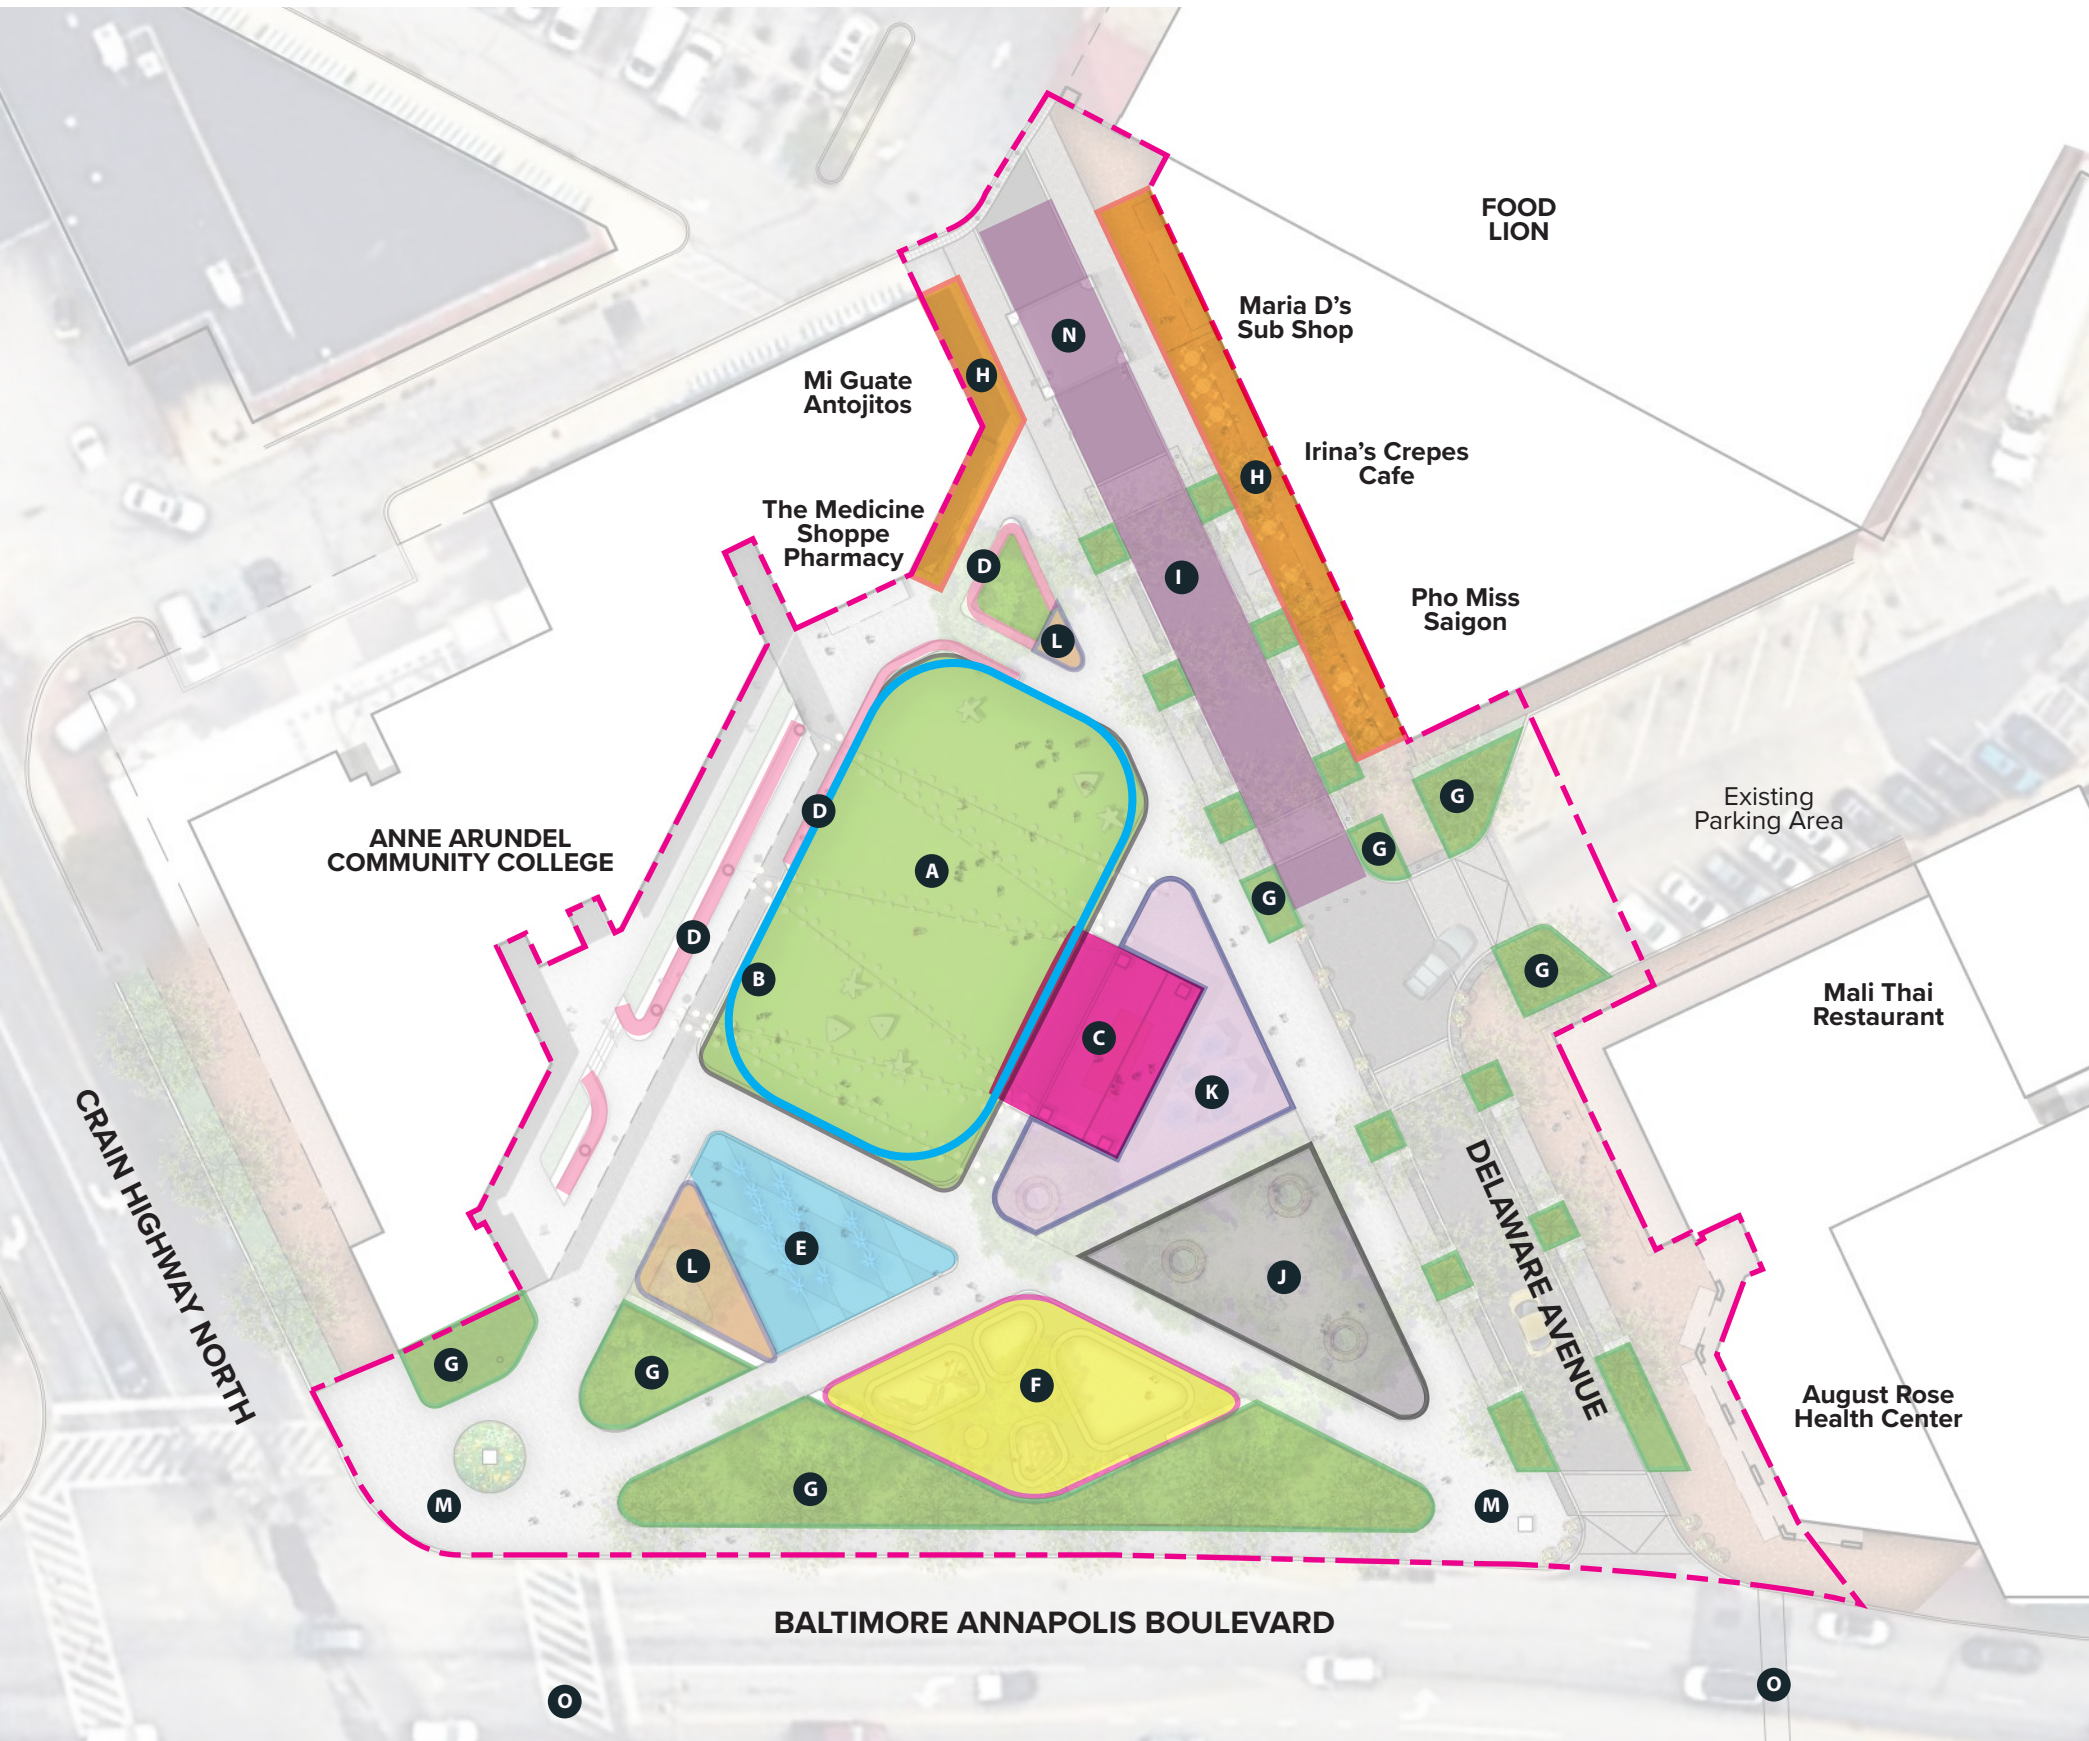 FOOD
LION
Maria D's
Sub Shop
N
Mi Guate
Antojitos
H
Irina's Crepes
Cafe
H
The Medicine
Shoppe
Pharmacy
D
I
Pho Miss
Saigon
L
G
Existing
Parking Area
D
ANNE ARUNDEL
COMMUNITY COLLEGE
G
A
G
D
B
G
Mali Thai
Restaurant
C
K
CRAIN HIGHWAY NORTH
DELAWARE AVENUE
E
L
J
G
G
F
August Rose
Health Center
G
M
M
BALTIMORE ANNAPOLIS BOULEVARD
O
O